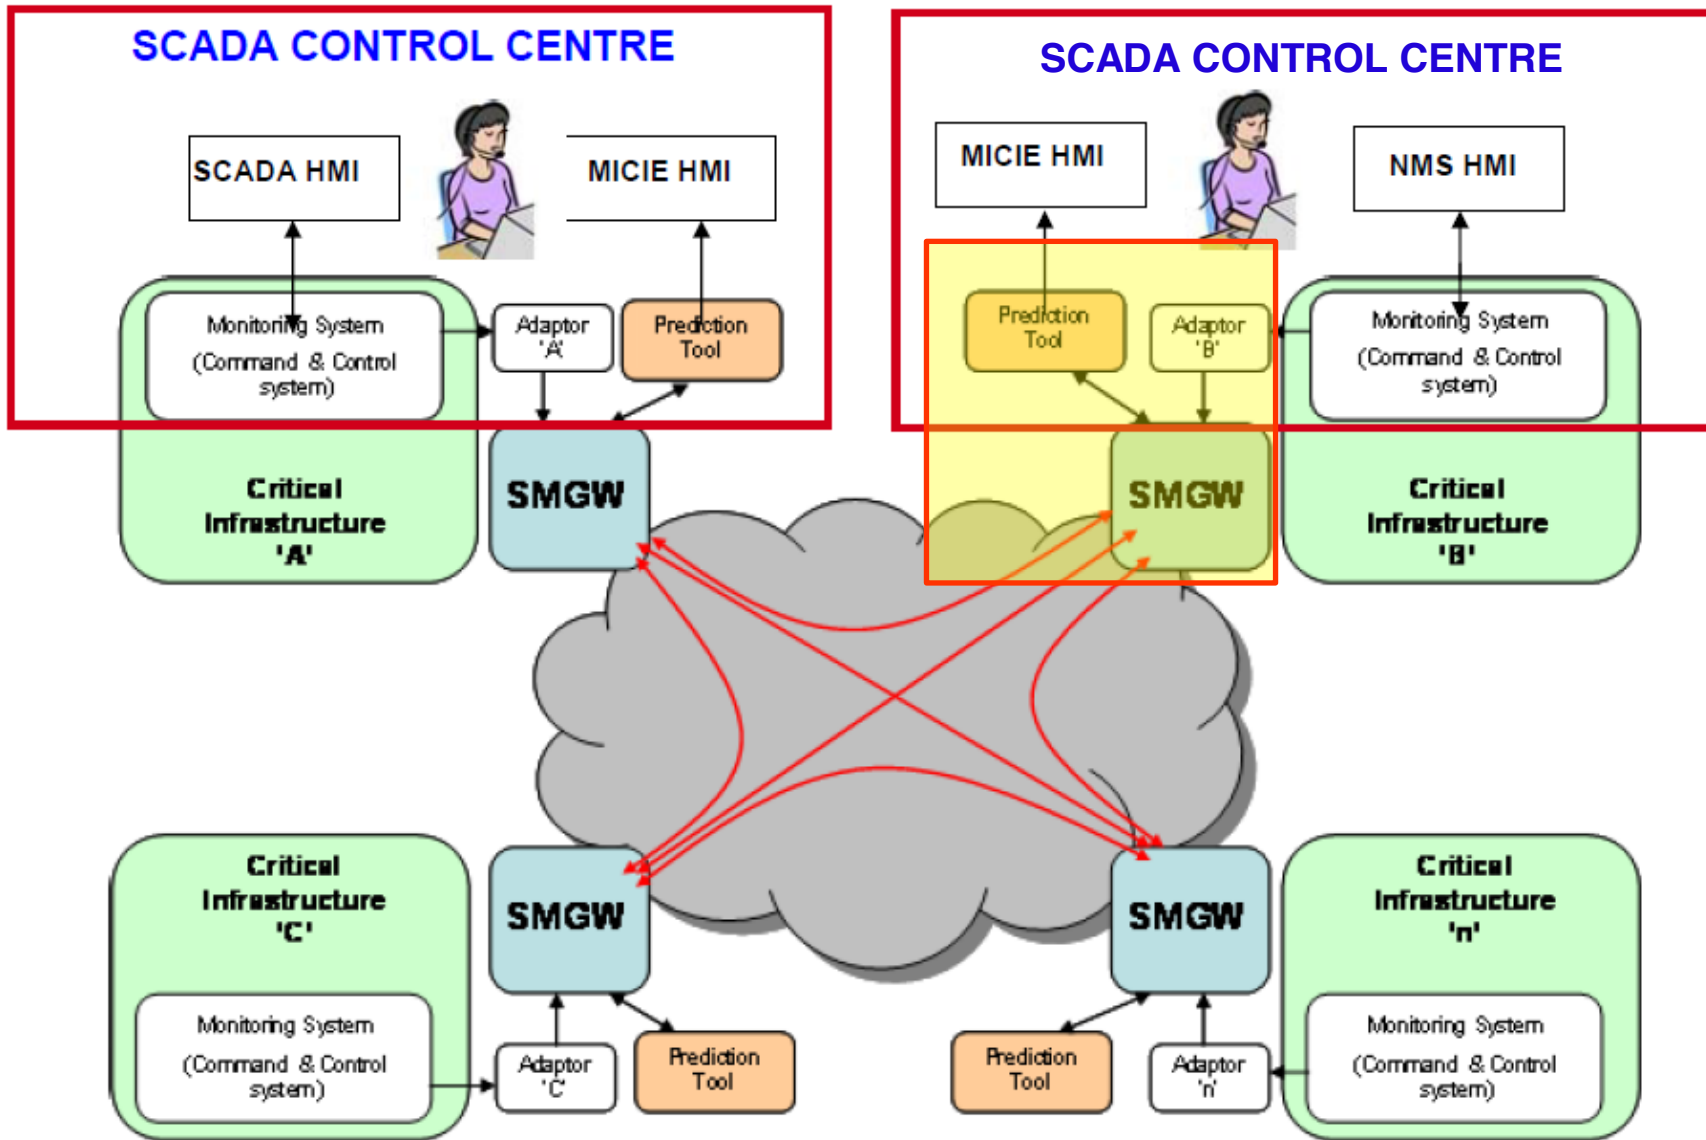 SCADA CONTROL CENTRE
SCADA HMI
MICIE HMI
Monitoring System
(Command & Control
system)
Adaptor
'A'
Prediction
Tool
SMGW
Critical
Infrastructure
'A'
SCADA CONTROL CENTRE
MICIE HMI
NMS HMI
Prediction
Tool
Adaptor
'B'
Monitoring System
(Command & Control
system)
SMGW
Critical
Infrastructure
'B'
Critical
Infrastructure
'C'
SMGW
Monitoring System
(Command & Control
system)
Adaptor
'C'
Prediction
Tool
SMGW
Critical
Infrastructure
'n'
Prediction
Tool
Adaptor
'n'
Monitoring System
(Command & Control
system)